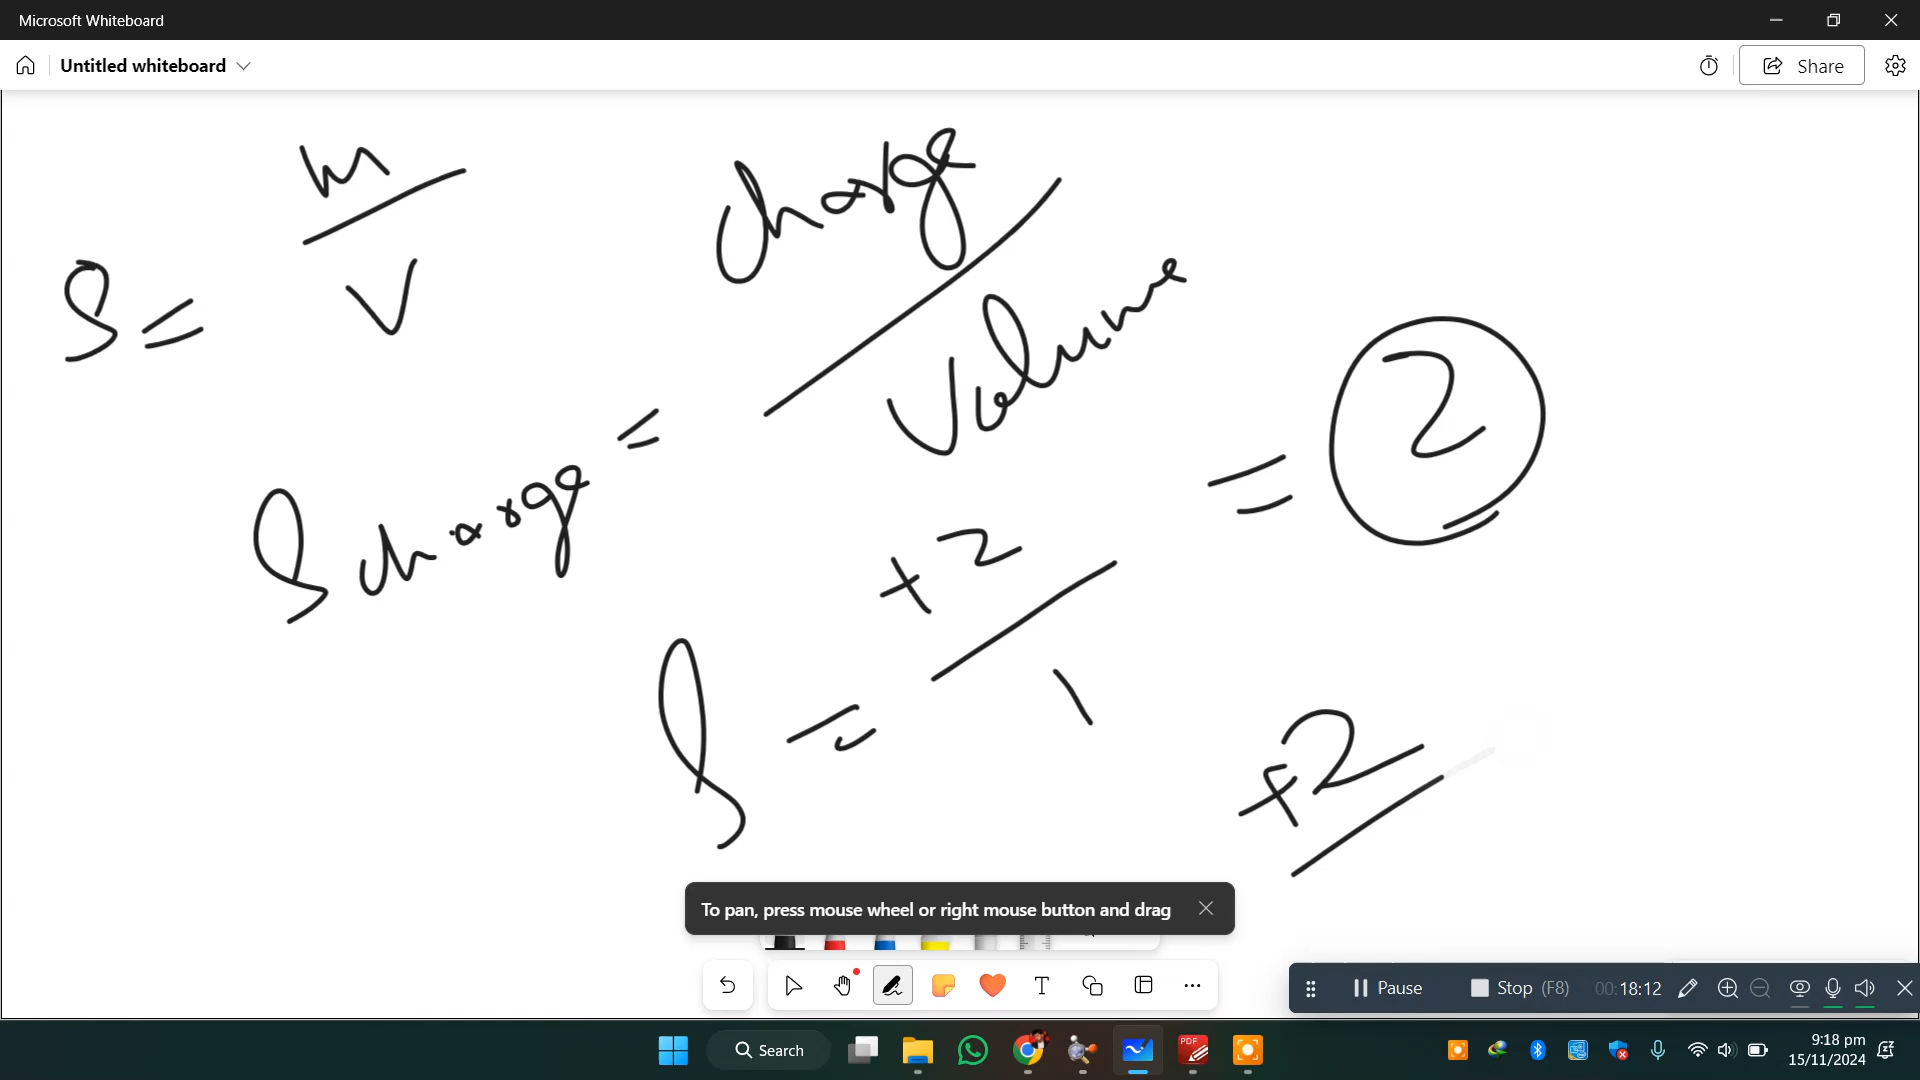 Microsoft Whiteboard
Untitled whiteboard
Share
ρ = m / V
ρ charge = charge / Volume
ρ = +2 / 1 = 2
+2
To pan, press mouse wheel or right mouse button and drag
T
Pause
Stop (F8)
00:18:12
Search
PDF
9:18 pm
15/11/2024